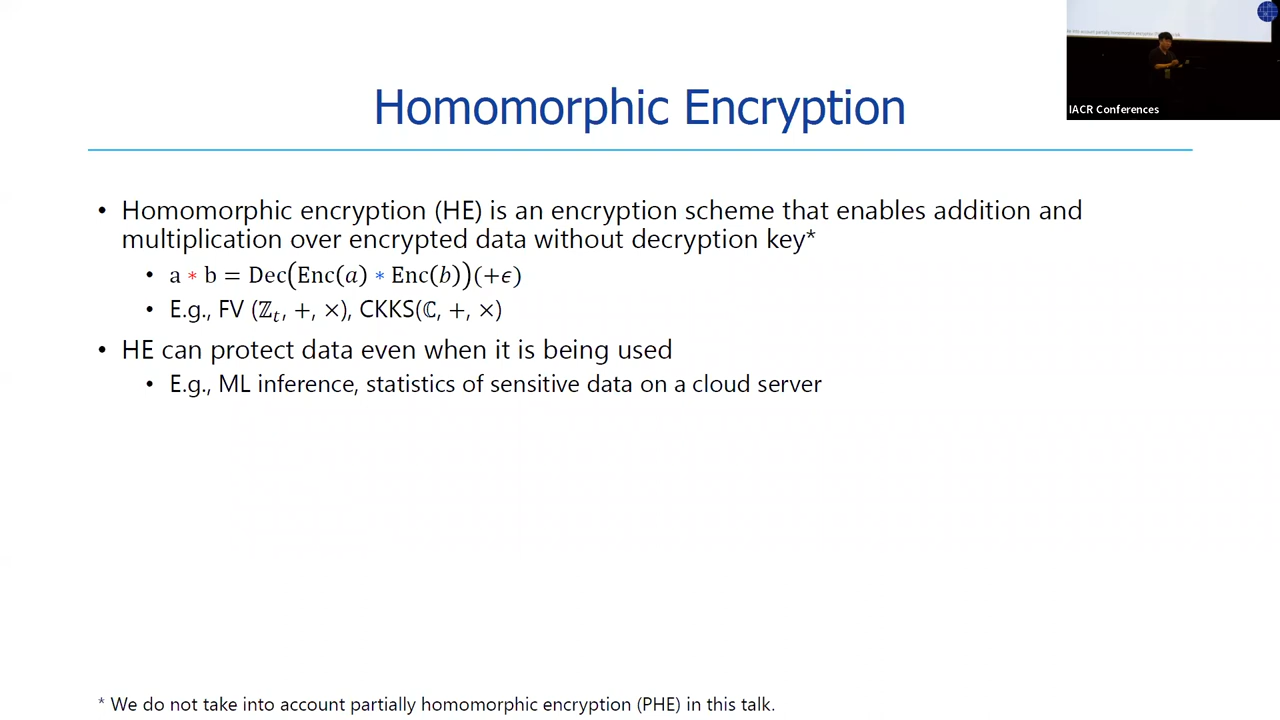 Homomorphic Encryption
IACR Conferences
• Homomorphic encryption (HE) is an encryption scheme that enables addition and
multiplication over encrypted data without decryption key*
• a * b = Dec(Enc(𝑎) * Enc(𝑏))(+𝜖)
• E.g., FV (ℤ𝑡, +, ×), CKKS(ℂ, +, ×)
• HE can protect data even when it is being used
• E.g., ML inference, statistics of sensitive data on a cloud server
* We do not take into account partially homomorphic encryption (PHE) in this talk.